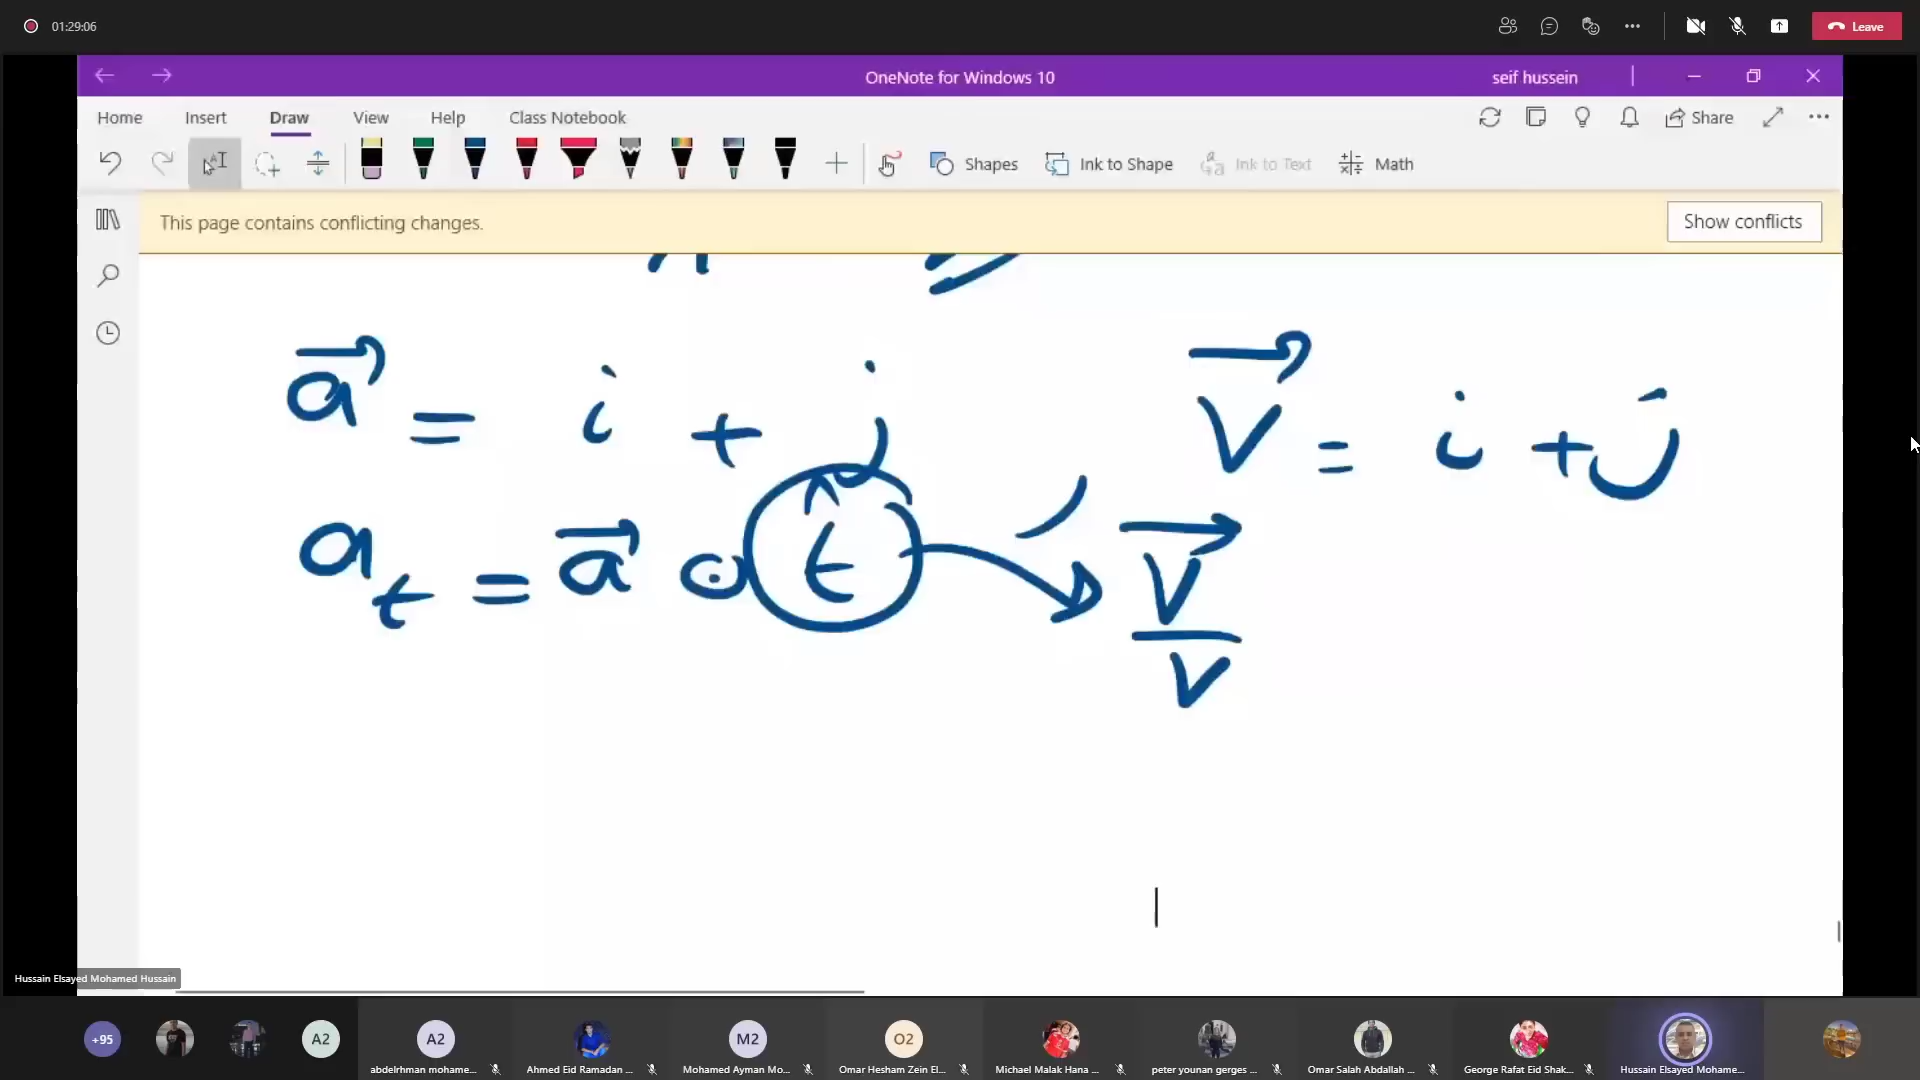 01:29:06
Leave
OneNote for Windows 10
seif hussein
Home Insert Draw View Help Class Notebook
Share
Shapes Ink to Shape Ink to Text Math
This page contains conflicting changes.
Show conflicts
a⃗ = i + j
V⃗ = i + j
a_t = a⃗ ⊙ t̂ → V⃗/V
Hussain Elsayed Mohamed Hussain
+95 A2 A2 M2 O2
abdelrhman mohame... Ahmed Eid Ramadan ... Mohamed Ayman Mo... Omar Hesham Zein El... Michael Malak Hana ... peter younan gerges ... Omar Salah Abdallah ... George Rafat Eid Shak... Hussain Elsayed Mohame...